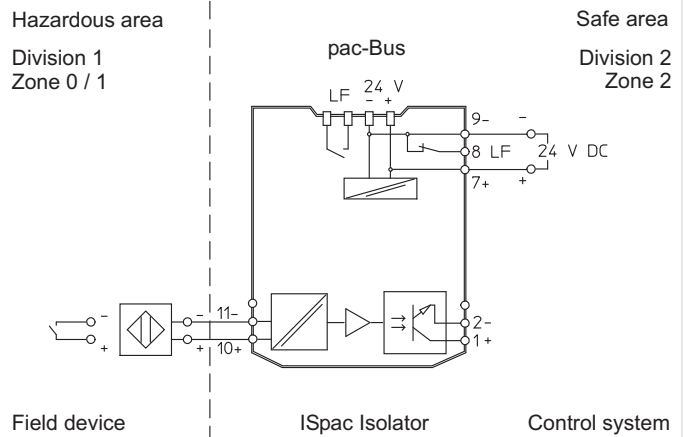 Hazardous area
Safe area
Division 1
Zone 0 / 1
pac-Bus
Division 2
Zone 2
LF 24 V
- +
9- -
8 LF 24 V DC
7+ +
- - 11-
+ + 10+
2-
1+
Field device
ISpac Isolator
Control system